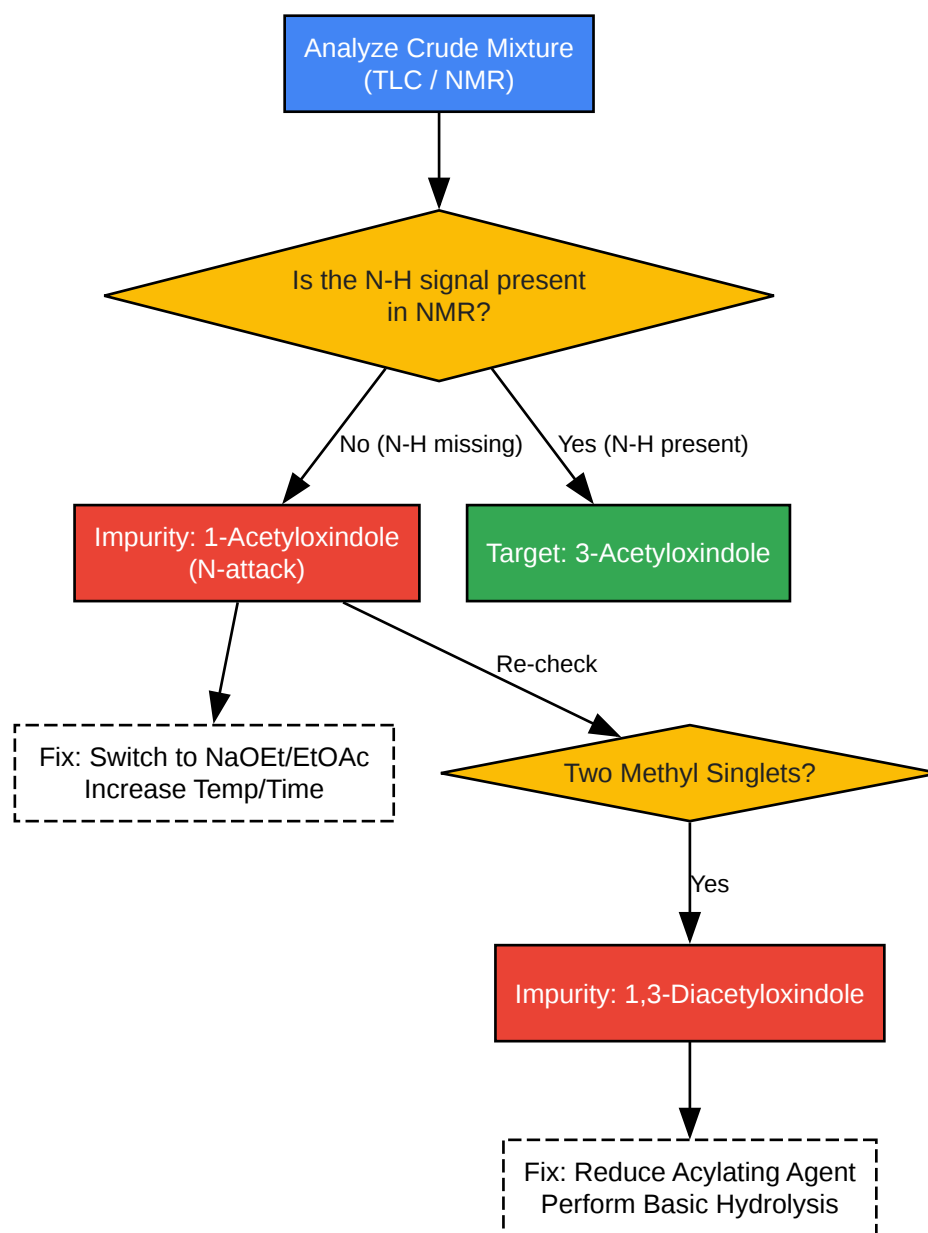 Analyze Crude Mixture
(TLC / NMR)
Is the N-H signal present
in NMR?
No (N-H missing)
Yes (N-H present)
Impurity: 1-Acetyloxindole
(N-attack)
Target: 3-Acetyloxindole
Re-check
Fix: Switch to NaOEt/EtOAc
Increase Temp/Time
Two Methyl Singlets?
Yes
Impurity: 1,3-Diacetyloxindole
Fix: Reduce Acylating Agent
Perform Basic Hydrolysis